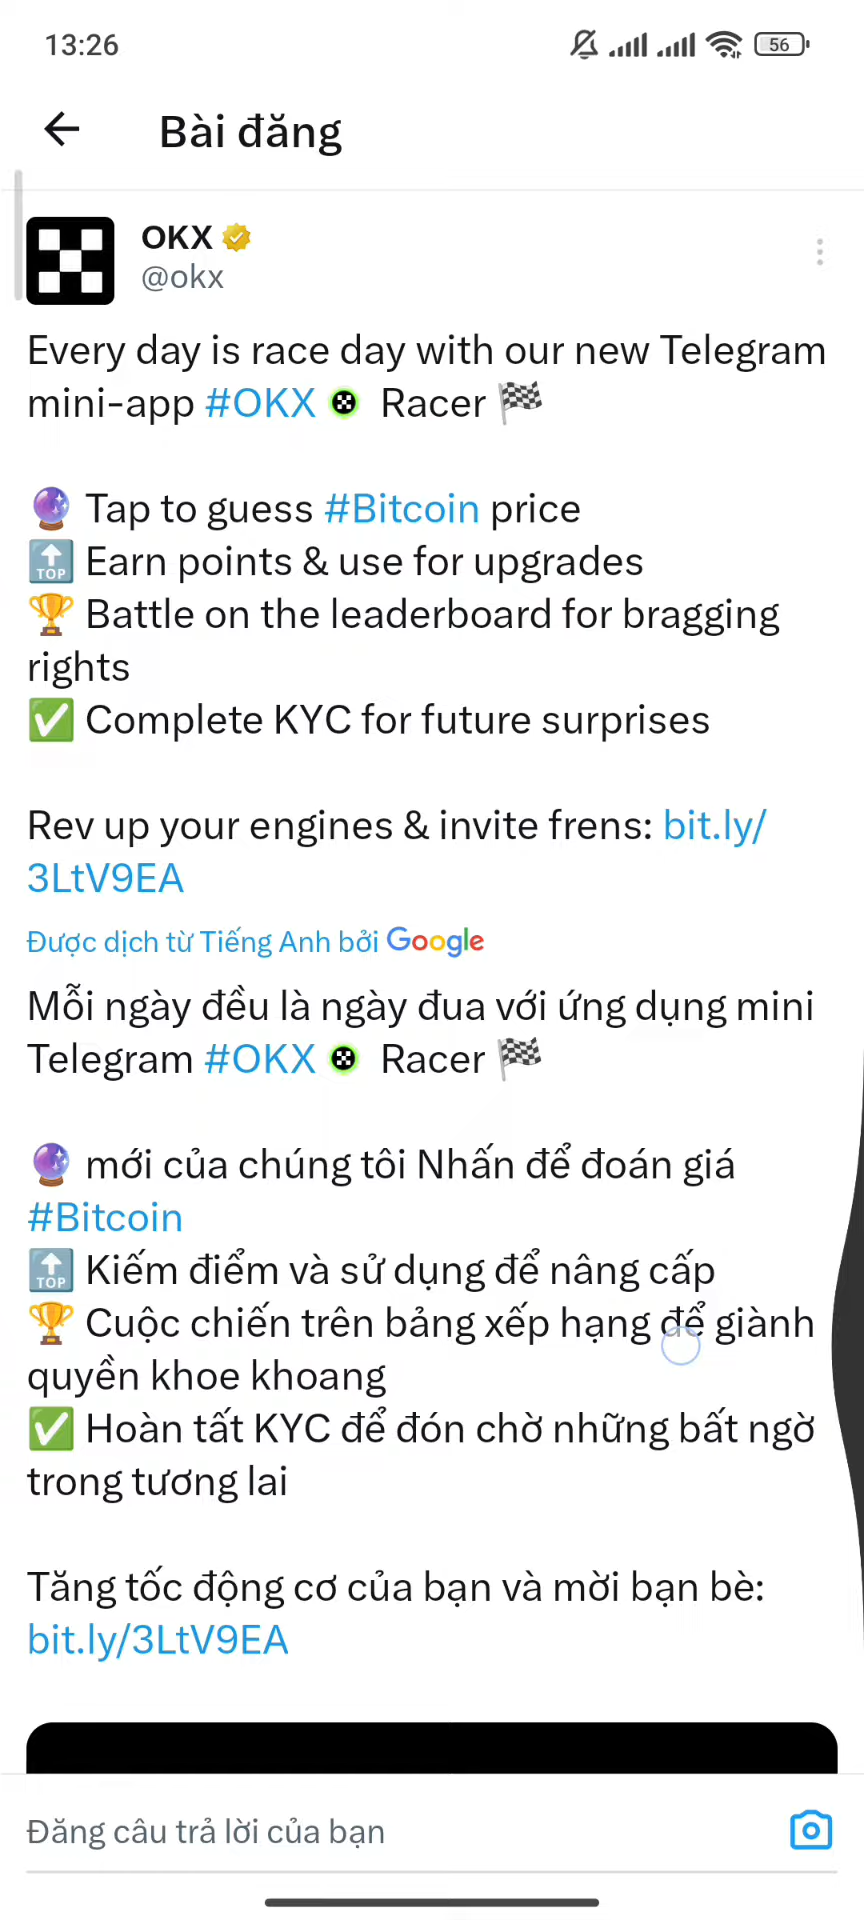 13:26
56
Bài đăng
OKX
@okx
Every day is race day with our new Telegram
mini-app #OKX Racer 🏁
🔮 Tap to guess #Bitcoin price
🔝 Earn points & use for upgrades
🏆 Battle on the leaderboard for bragging
rights
✅ Complete KYC for future surprises
Rev up your engines & invite frens: bit.ly/
3LtV9EA
Được dịch từ Tiếng Anh bởi Google
Mỗi ngày đều là ngày đua với ứng dụng mini
Telegram #OKX Racer 🏁
🔮 mới của chúng tôi Nhấn để đoán giá
#Bitcoin
🔝 Kiếm điểm và sử dụng để nâng cấp
🏆 Cuộc chiến trên bảng xếp hạng để giành
quyền khoe khoang
✅ Hoàn tất KYC để đón chờ những bất ngờ
trong tương lai
Tăng tốc động cơ của bạn và mời bạn bè:
bit.ly/3LtV9EA
Đăng câu trả lời của bạn